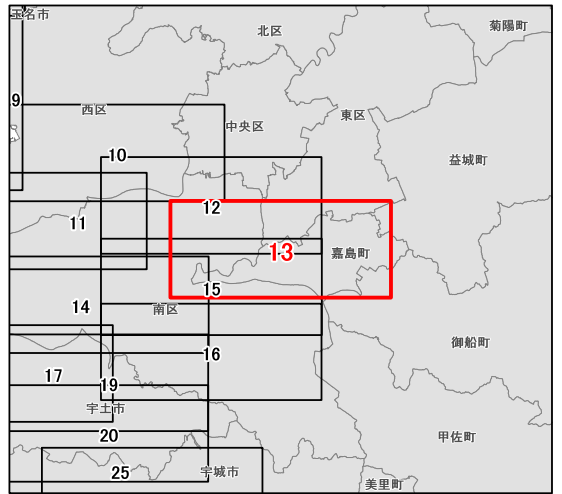 玉名市
北区
菊陽町
9
西区
東区
中央区
10
益城町
12
11
13
嘉島町
15
14
南区
御船町
16
17
19
宇土市
20
甲佐町
25
宇城市
美里町